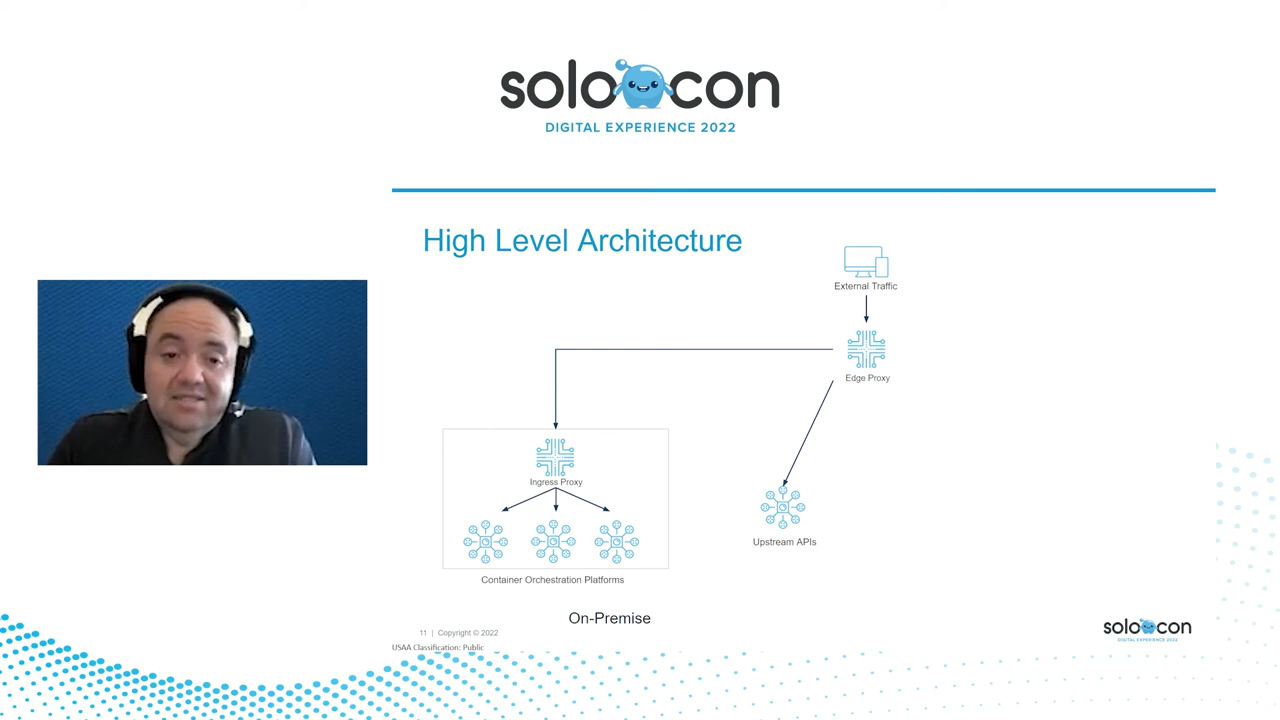 solo con
DIGITAL EXPERIENCE 2022
High Level Architecture
External Traffic
Edge Proxy
Ingress Proxy
Upstream APIs
Container Orchestration Platforms
On-Premise
11 | Copyright © 2022
USAA Classification: Public
solo con
DIGITAL EXPERIENCE 2022